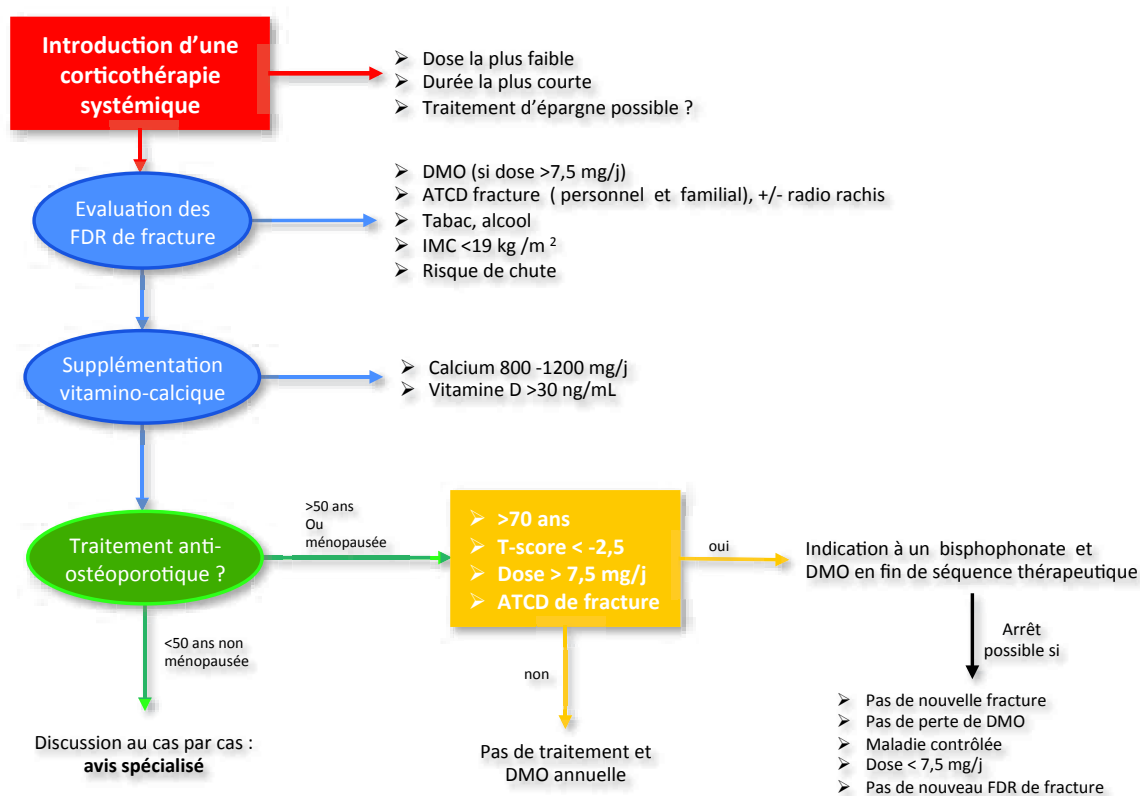 Introduction d'une
corticothérapie
systémique
➢ Dose la plus faible
➢ Durée la plus courte
➢ Traitement d'épargne possible ?
Evaluation des
FDR de fracture
➢ DMO (si dose >7,5 mg/j)
➢ ATCD fracture ( personnel et familial), +/- radio rachis
➢ Tabac, alcool
➢ IMC <19 kg /m ²
➢ Risque de chute
Supplémentation
vitamino-calcique
➢ Calcium 800 -1200 mg/j
➢ Vitamine D >30 ng/mL
Traitement anti-
ostéoporotique ?
>50 ans
Ou
ménopausée
➢ >70 ans
➢ T-score < -2,5
➢ Dose > 7,5 mg/j
➢ ATCD de fracture
oui
Indication à un bisphophonate et
DMO en fin de séquence thérapeutique
<50 ans non
ménopausée
non
Arrêt
possible si
Discussion au cas par cas :
avis spécialisé
Pas de traitement et
DMO annuelle
➢ Pas de nouvelle fracture
➢ Pas de perte de DMO
➢ Maladie contrôlée
➢ Dose < 7,5 mg/j
➢ Pas de nouveau FDR de fracture